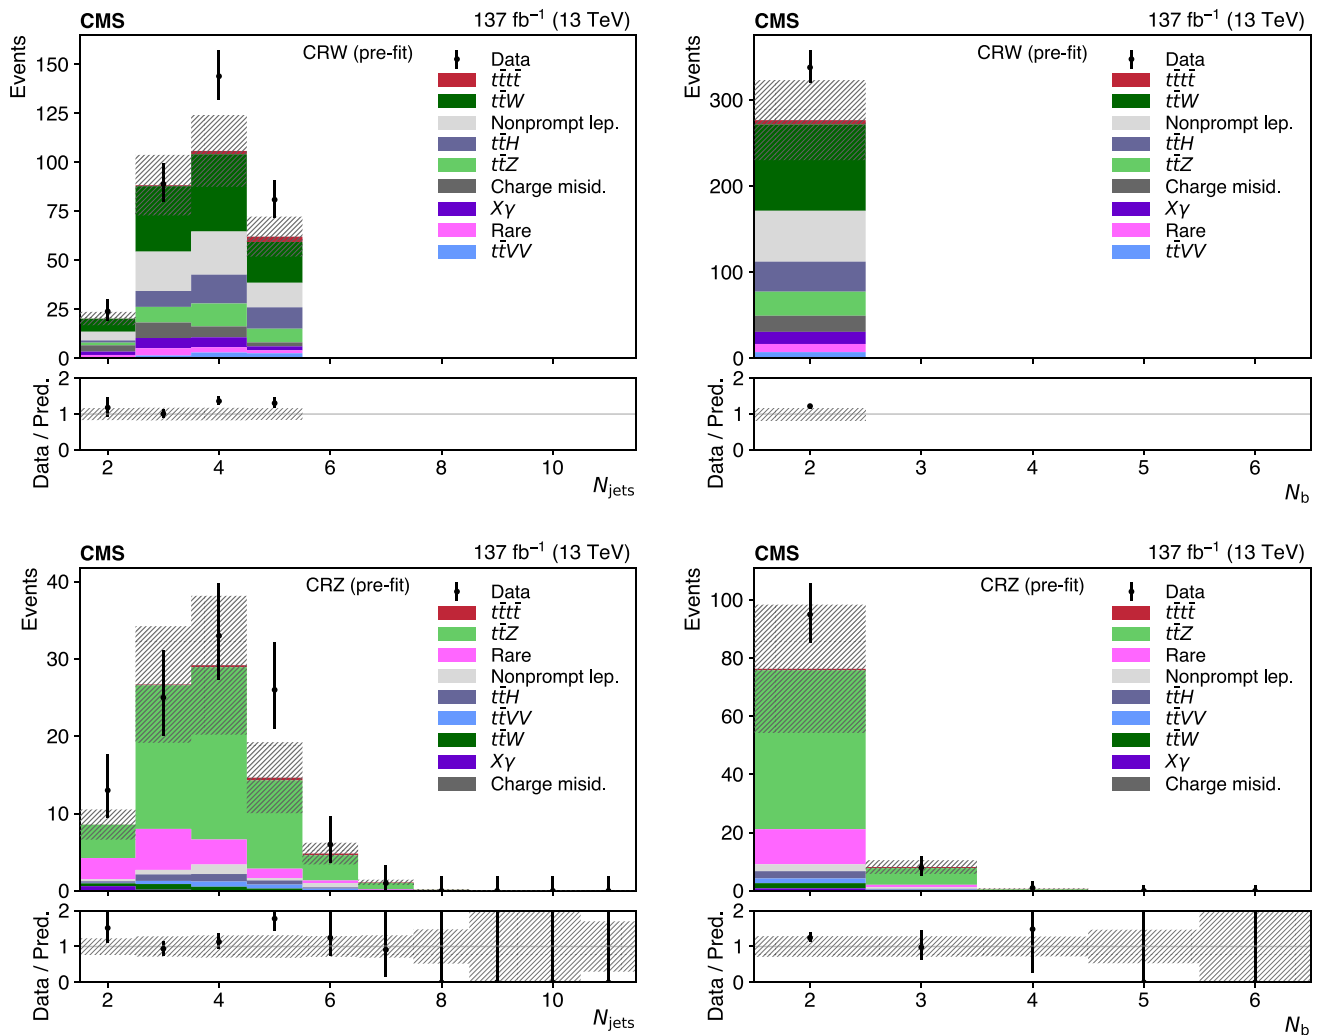 CMS 137 fb⁻¹ (13 TeV)
CRW (pre-fit)
Events
150
125
100
75
50
25
0
Data
tt̄tt̄
tt̄W
Nonprompt lep.
tt̄H
tt̄Z
Charge misid.
Xγ
Rare
tt̄VV
Data / Pred.
2
1
0
2 4 6 8 10
N_jets
CMS 137 fb⁻¹ (13 TeV)
CRW (pre-fit)
Events
300
200
100
0
Data
tt̄tt̄
tt̄W
Nonprompt lep.
tt̄H
tt̄Z
Charge misid.
Xγ
Rare
tt̄VV
Data / Pred.
2
1
0
2 3 4 5 6
N_b
CMS 137 fb⁻¹ (13 TeV)
CRZ (pre-fit)
Events
40
30
20
10
0
Data
tt̄tt̄
tt̄Z
Rare
Nonprompt lep.
tt̄H
tt̄VV
tt̄W
Xγ
Charge misid.
Data / Pred.
2
1
0
2 4 6 8 10
N_jets
CMS 137 fb⁻¹ (13 TeV)
CRZ (pre-fit)
Events
100
80
60
40
20
0
Data
tt̄tt̄
tt̄Z
Rare
Nonprompt lep.
tt̄H
tt̄VV
tt̄W
Xγ
Charge misid.
Data / Pred.
2
1
0
2 3 4 5 6
N_b